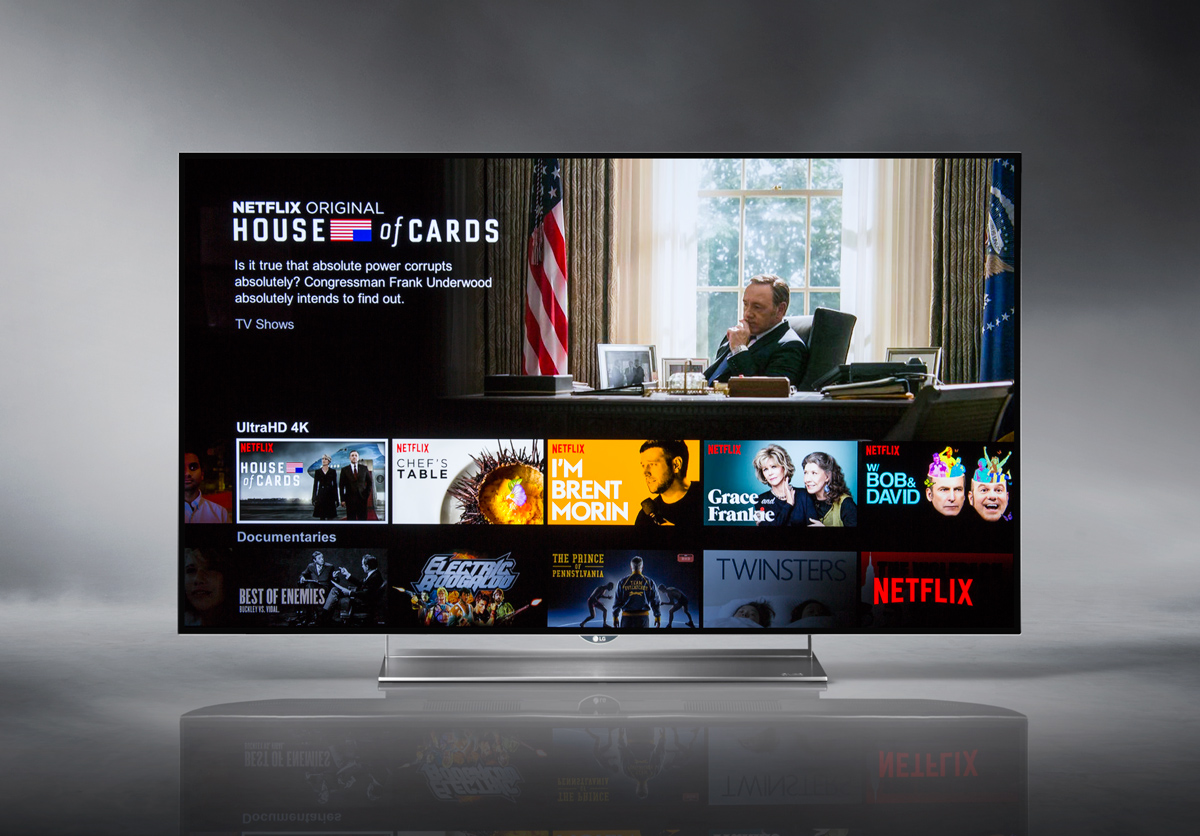 NETFLIX ORIGINAL
HOUSE of CARDS
Is it true that absolute power corrupts
absolutely? Congressman Frank Underwood
absolutely intends to find out.
TV Shows
UltraHD 4K
NETFLIX
HOUSE
of CARDS
NETFLIX
CHEF'S
TABLE
NETFLIX
I'M
BRENT
MORIN
NETFLIX
Grace and
Frankie
NETFLIX
W/
BOB&
DAVID
Documentaries
BEST OF ENEMIES
BUCKLEY VS. VIDAL
ELECTRIC
BOOGALOO
THE PRINCE
OF
PENNSYLVANIA
TEAM
FOXCATCHER
TWINSTERS
NETFLIX
LG